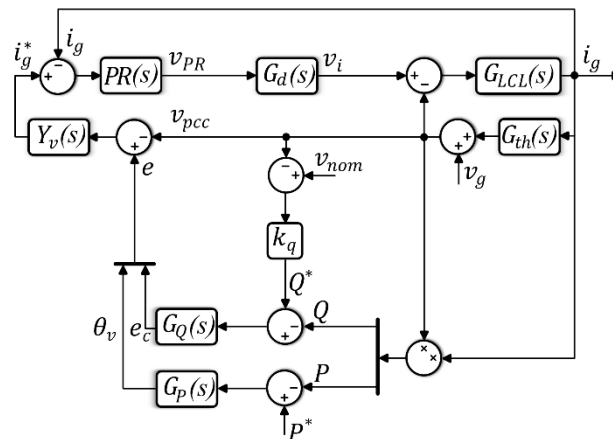 i_g
i_g^*
PR(s)
v_PR
G_d(s)
v_i
G_LCL(s)
i_g
Y_v(s)
v_pcc
G_th(s)
e
v_nom
v_g
k_q
Q^*
θ_v
e_c
G_Q(s)
Q
G_P(s)
P
P^*